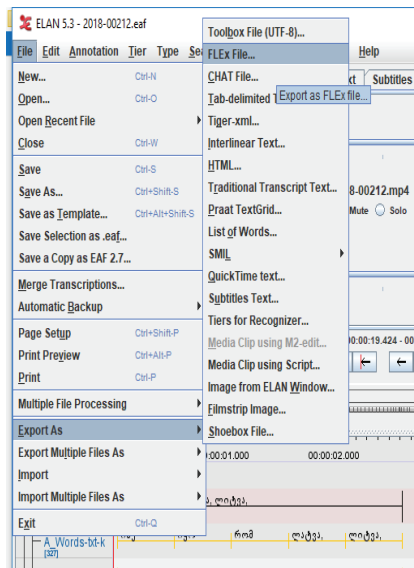 ELAN 5.3 - 2018-00212.eaf
File Edit Annotation Tier Type Help
New... Ctrl-N
Open... Ctrl-O
Open Recent File
Close Ctrl-W
Save Ctrl-S
Save As... Ctrl+Shift-S
Save as Template... Ctrl+Alt+Shift-S
Save Selection as .eaf...
Save a Copy as EAF 2.7...
Merge Transcriptions...
Automatic Backup
Page Setup Ctrl+Shift-P
Print Preview Ctrl+Alt-P
Print Ctrl-P
Multiple File Processing
Export As
Export Multiple Files As
Import
Import Multiple Files As
Exit Ctrl-Q
Toolbox File (UTF-8)...
FLEx File...
CHAT File...
Tab-delimited
Export as FLEx file...
Tiger-xml...
Interlinear Text...
HTML...
Traditional Transcript Text...
Praat TextGrid...
List of Words...
SMIL
QuickTime text...
Subtitles Text...
Tiers for Recognizer...
Media Clip using M2-edit...
Media Clip using Script...
Image from ELAN Window...
Filmstrip Image...
Shoebox File...
Subtitles
8-00212.mp4
Mute Solo
00:00:19.424 - 00
:00:01.000 00:00:02.000
ა, ლიტვა,
A_Words-txt-k
[327]
რომ ლატვა, ლიტვა,